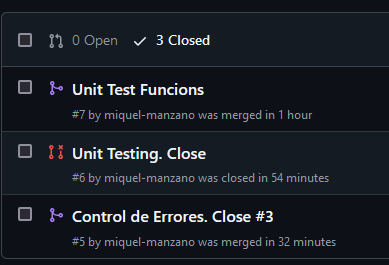 0 Open 3 Closed
Unit Test Funcions
#7 by miquel-manzano was merged in 1 hour
Unit Testing. Close
#6 by miquel-manzano was closed in 54 minutes
Control de Errores. Close #3
#5 by miquel-manzano was merged in 32 minutes